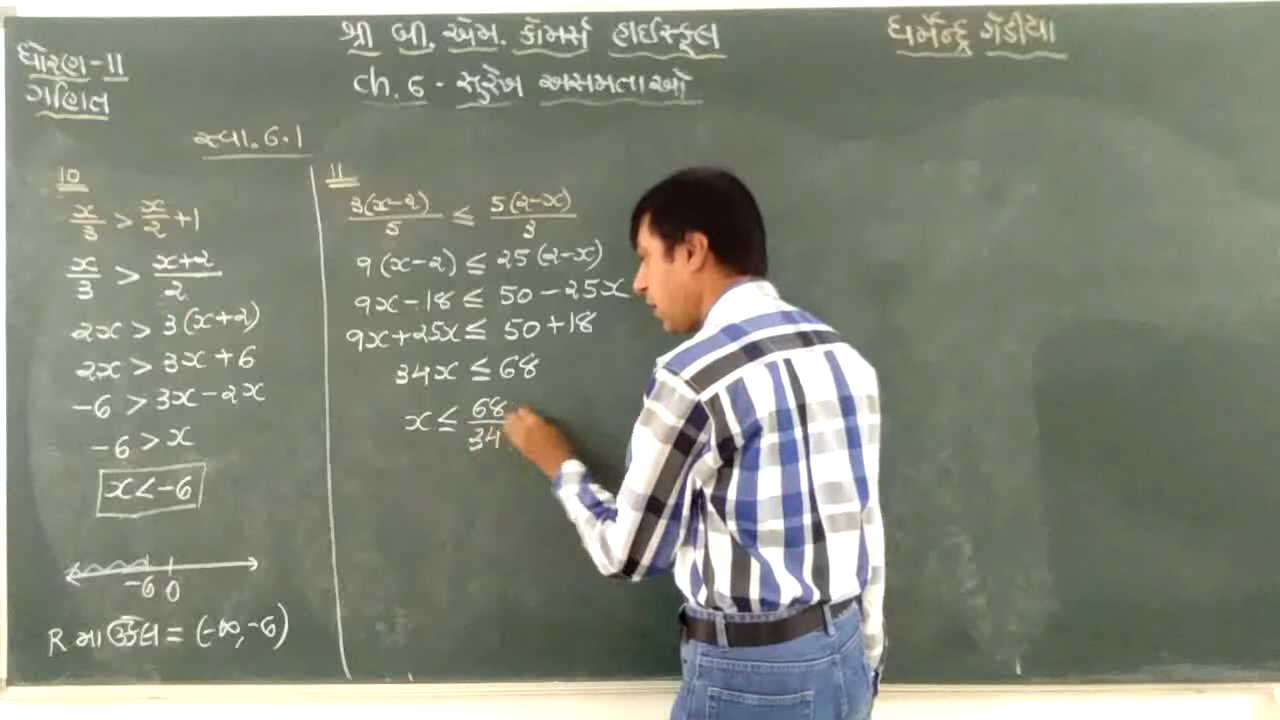 ધોરણ-11
ગણિત
શ્રી બી. એમ. કોમર્સ હાઈસ્કૂલ
ch. 6 - સુરેખ અસમતાઓ
ધર્મેન્દ્ર ગેડીયા
સ્વા. 6.1
10
x/3 > x/2 + 1
x/3 > (x+2)/2
2x > 3(x+2)
2x > 3x + 6
-6 > 3x - 2x
-6 > x
x < -6
-6 0
R માં ઉકેલ = (-∞, -6)
11
3(x-2)/5 ≤ 5(2-x)/3
9(x-2) ≤ 25(2-x)
9x - 18 ≤ 50 - 25x
9x + 25x ≤ 50 + 18
34x ≤ 68
x ≤ 68/34